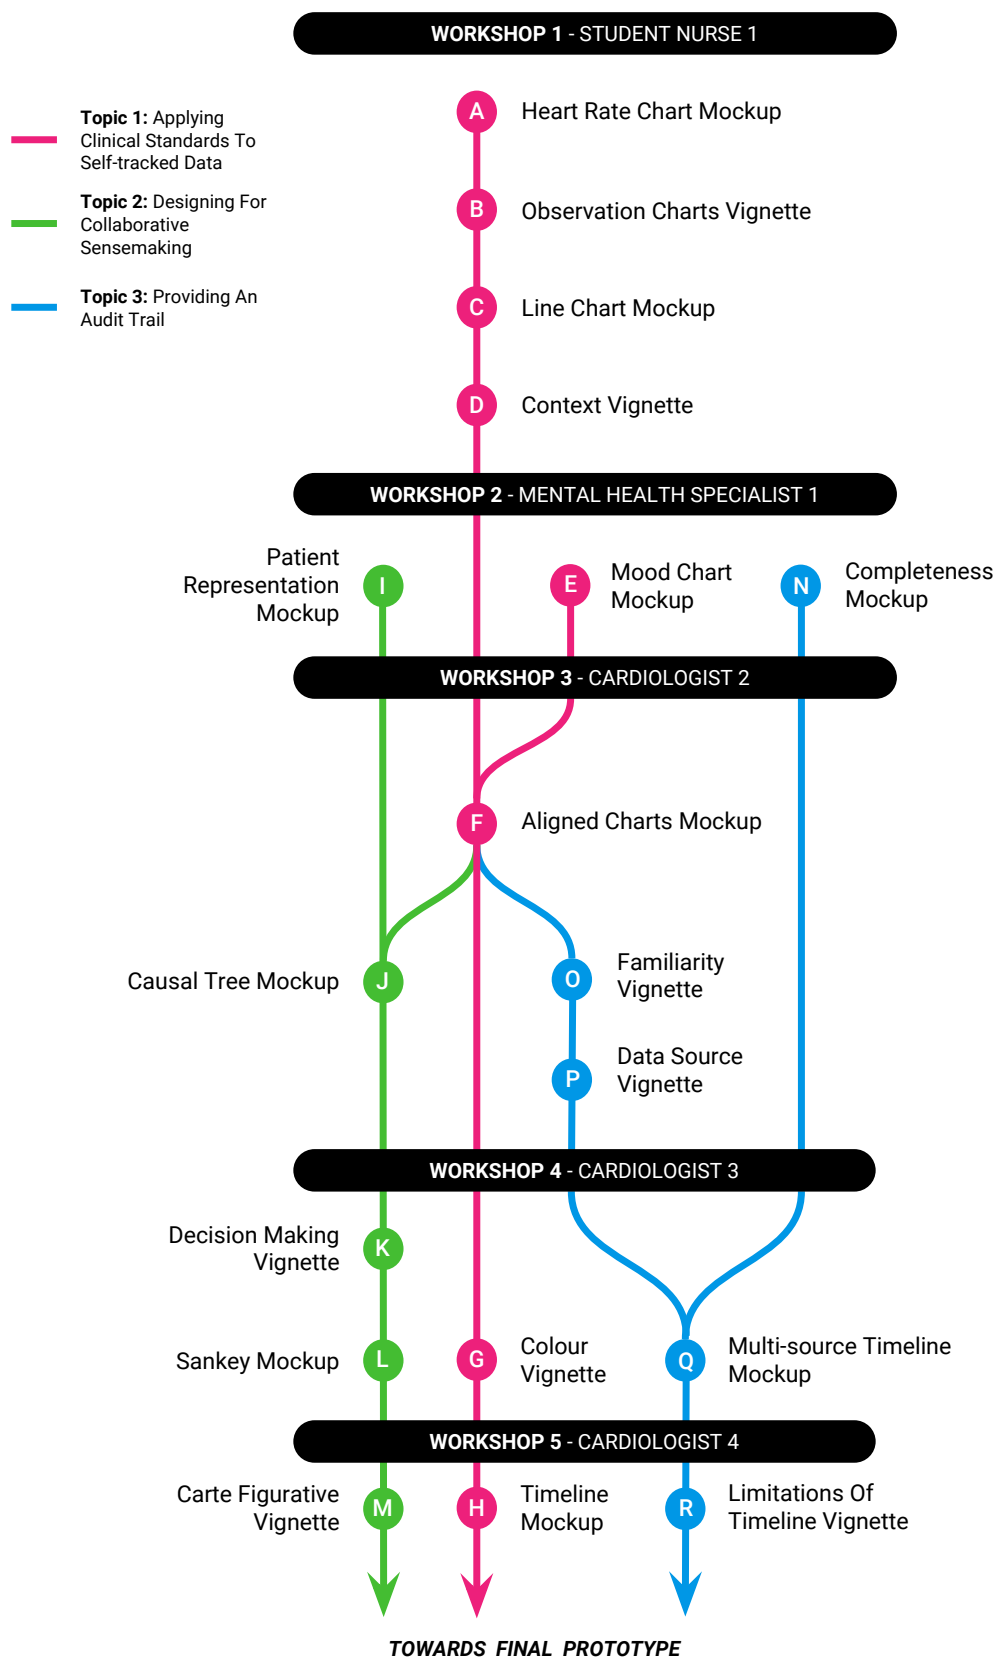 WORKSHOP 1 - STUDENT NURSE 1
Topic 1: Applying
Clinical Standards To
Self-tracked Data
Topic 2: Designing For
Collaborative
Sensemaking
Topic 3: Providing An
Audit Trail
A
Heart Rate Chart Mockup
B
Observation Charts Vignette
C
Line Chart Mockup
D
Context Vignette
WORKSHOP 2 - MENTAL HEALTH SPECIALIST 1
Patient
Representation
Mockup
I
E
Mood Chart
Mockup
N
Completeness
Mockup
WORKSHOP 3 - CARDIOLOGIST 2
F
Aligned Charts Mockup
Causal Tree Mockup
J
O
Familiarity
Vignette
P
Data Source
Vignette
WORKSHOP 4 - CARDIOLOGIST 3
Decision Making
Vignette
K
Sankey Mockup
L
G
Colour
Vignette
Q
Multi-source Timeline
Mockup
WORKSHOP 5 - CARDIOLOGIST 4
Carte Figurative
Vignette
M
H
Timeline
Mockup
R
Limitations Of
Timeline Vignette
TOWARDS FINAL PROTOTYPE